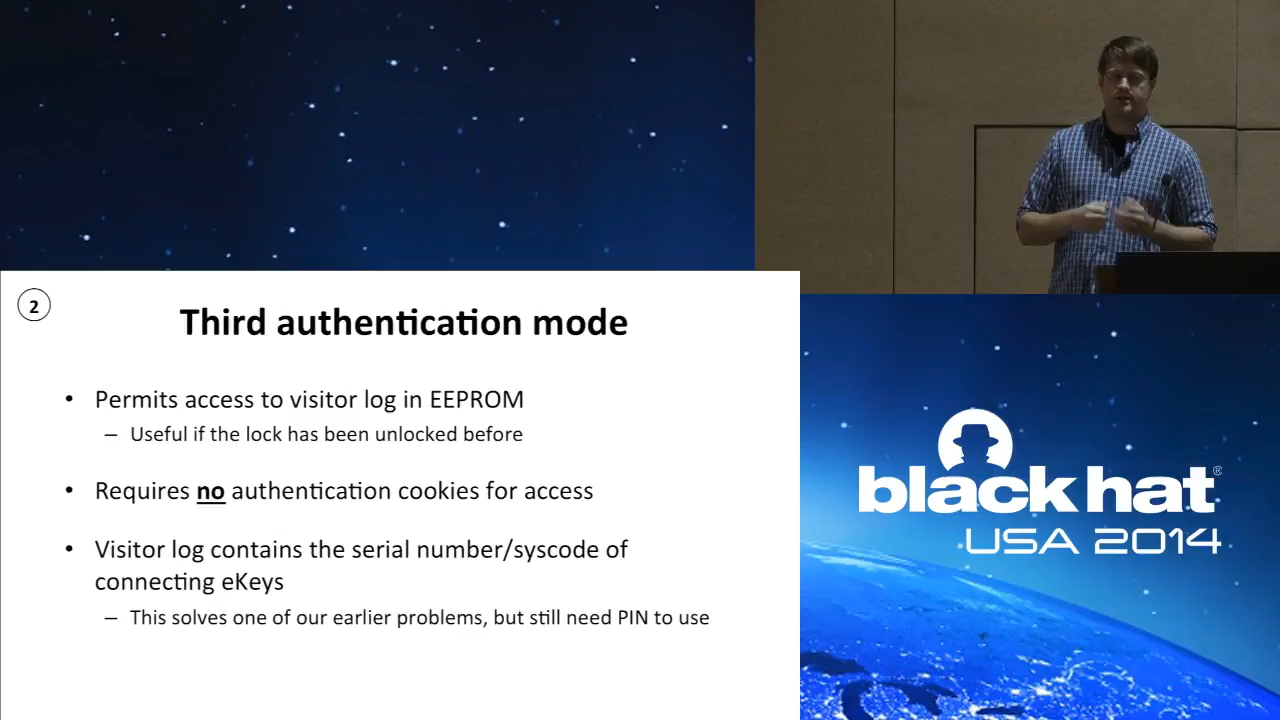 2
Third authentication mode
• Permits access to visitor log in EEPROM
– Useful if the lock has been unlocked before
• Requires no authentication cookies for access
• Visitor log contains the serial number/syscode of
connecting eKeys
– This solves one of our earlier problems, but still need PIN to use
black hat®
USA 2014